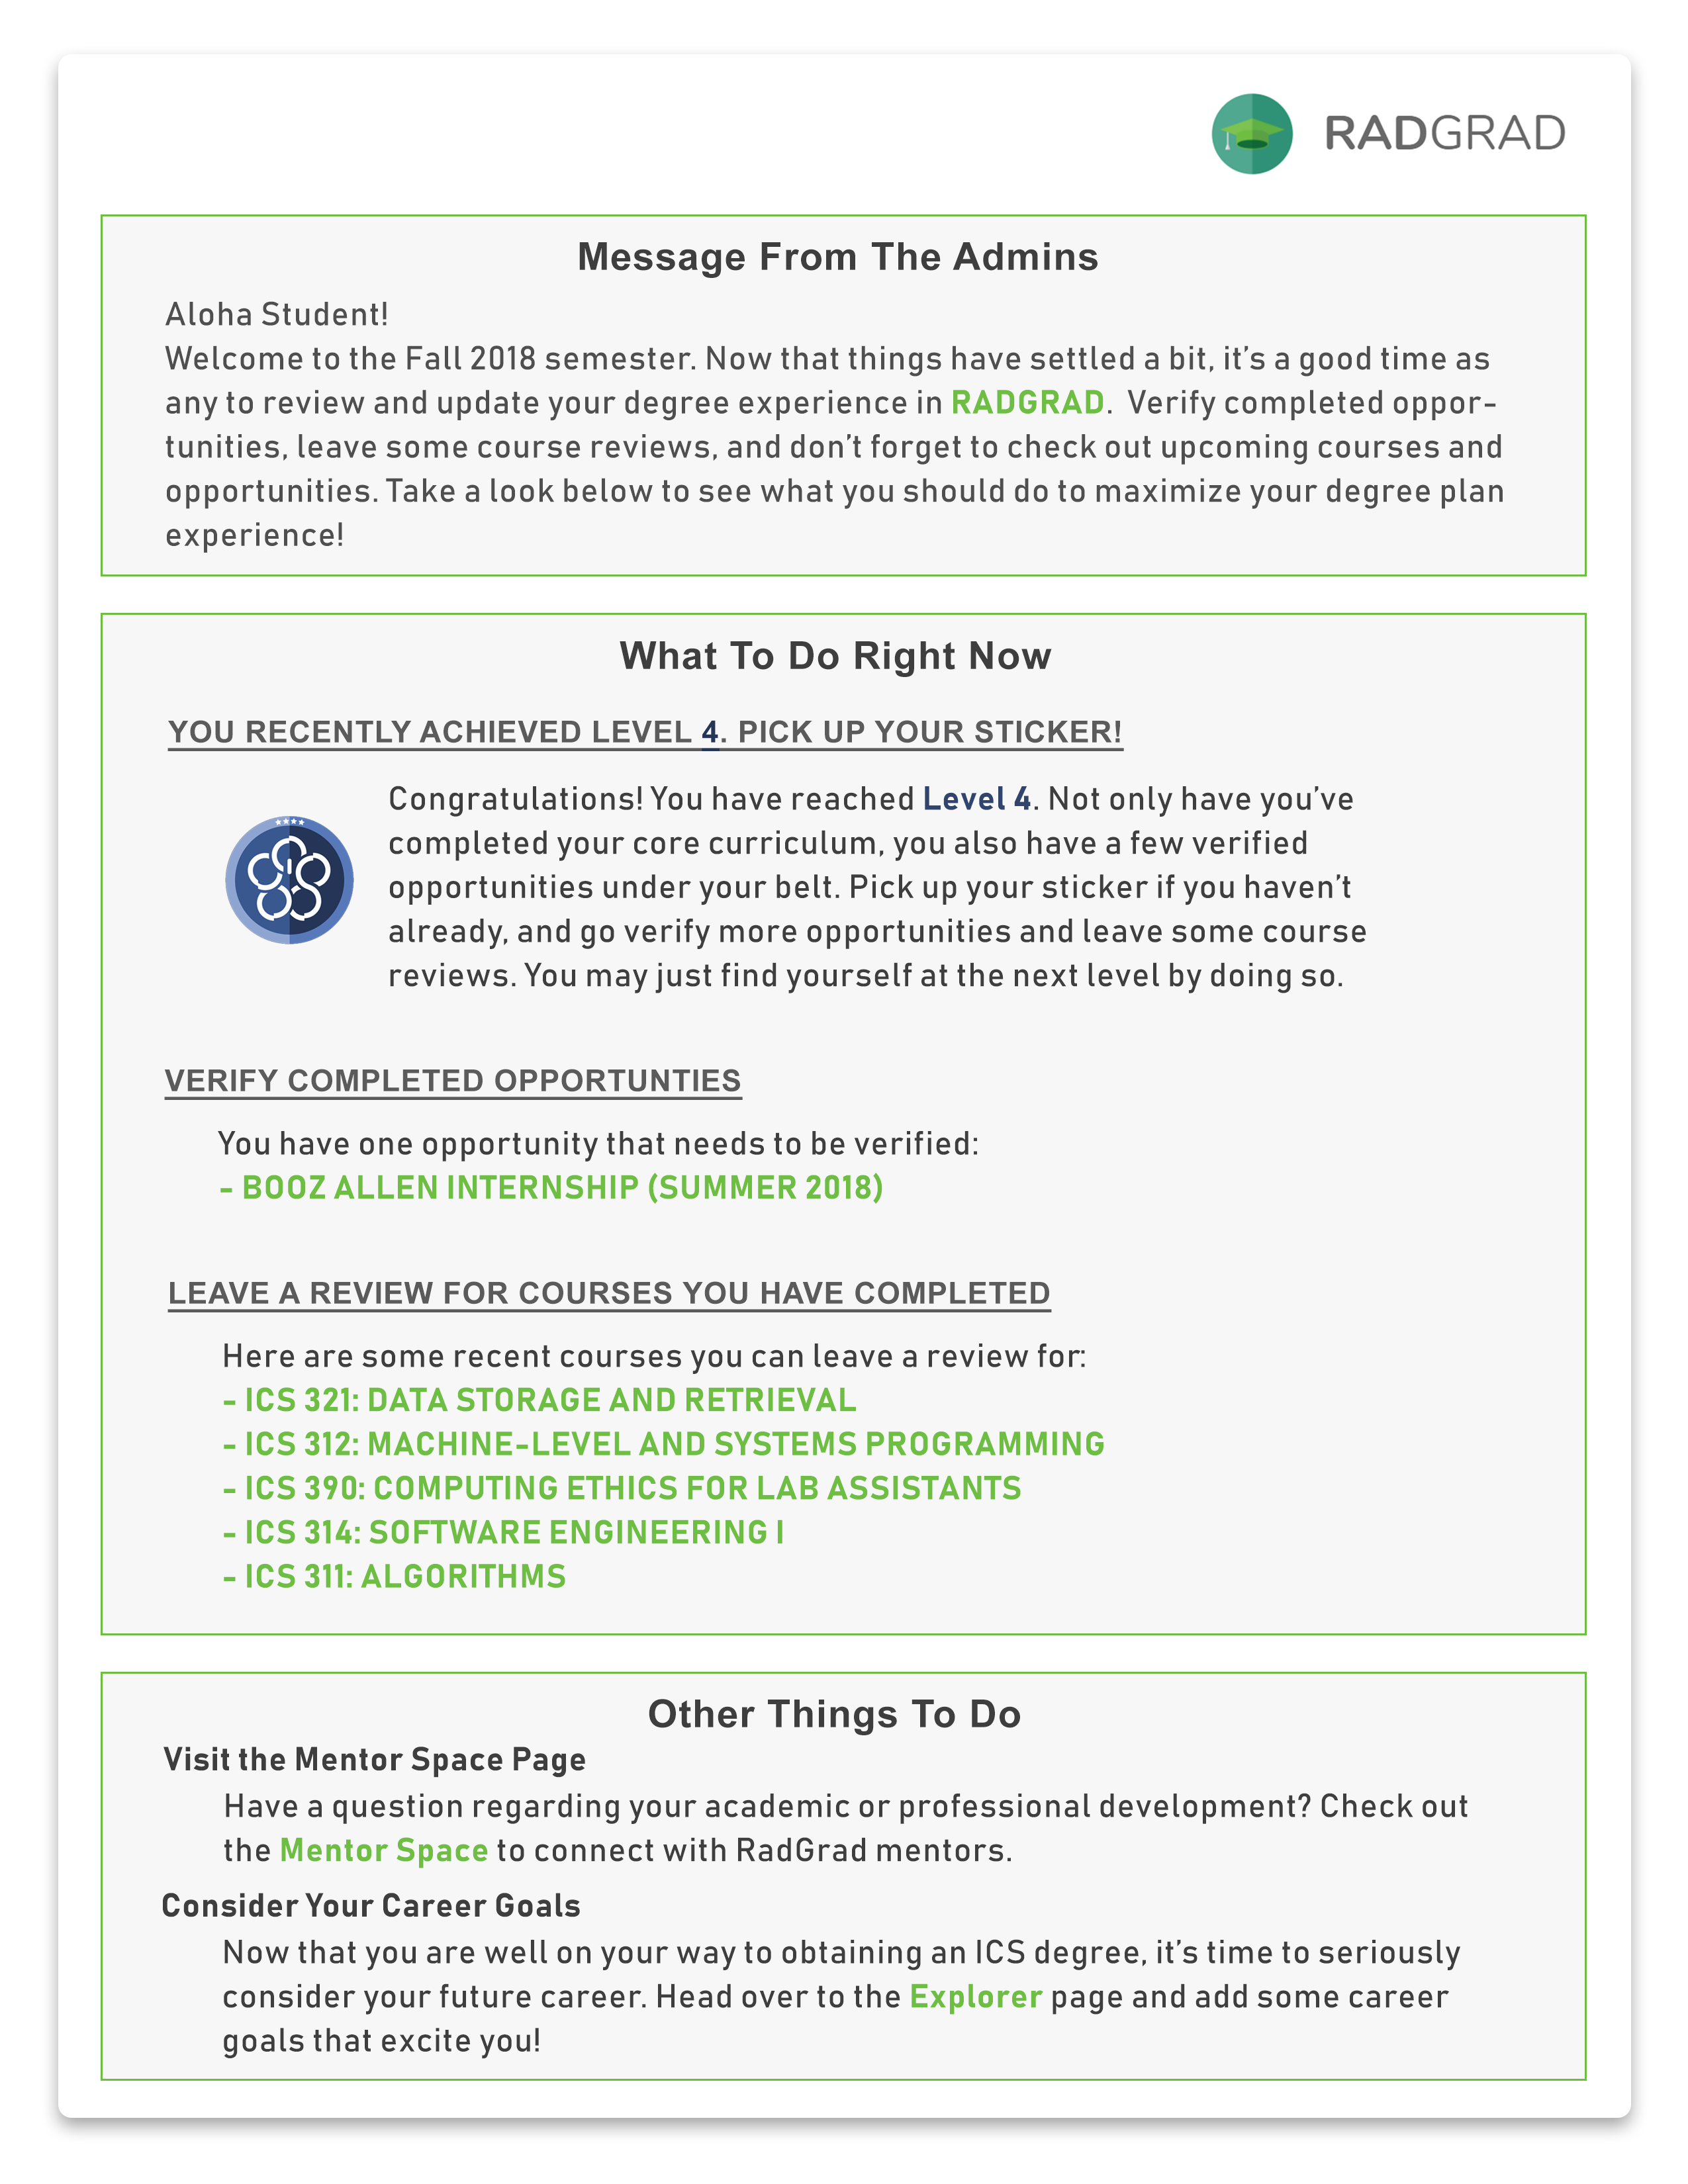 RADGRAD
Message From The Admins
Aloha Student!
Welcome to the Fall 2018 semester. Now that things have settled a bit, it’s a good time as
any to review and update your degree experience in RADGRAD.  Verify completed oppor-
tunities, leave some course reviews, and don’t forget to check out upcoming courses and
opportunities. Take a look below to see what you should do to maximize your degree plan
experience!
What To Do Right Now
YOU RECENTLY ACHIEVED LEVEL 4. PICK UP YOUR STICKER!
Congratulations! You have reached Level 4. Not only have you’ve
completed your core curriculum, you also have a few verified
opportunities under your belt. Pick up your sticker if you haven’t
already, and go verify more opportunities and leave some course
reviews. You may just find yourself at the next level by doing so.
VERIFY COMPLETED OPPORTUNTIES
You have one opportunity that needs to be verified:
- BOOZ ALLEN INTERNSHIP (SUMMER 2018)
LEAVE A REVIEW FOR COURSES YOU HAVE COMPLETED
Here are some recent courses you can leave a review for:
- ICS 321: DATA STORAGE AND RETRIEVAL
- ICS 312: MACHINE-LEVEL AND SYSTEMS PROGRAMMING
- ICS 390: COMPUTING ETHICS FOR LAB ASSISTANTS
- ICS 314: SOFTWARE ENGINEERING I
- ICS 311: ALGORITHMS
Other Things To Do
Visit the Mentor Space Page
Have a question regarding your academic or professional development? Check out
the Mentor Space to connect with RadGrad mentors.
Consider Your Career Goals
Now that you are well on your way to obtaining an ICS degree, it’s time to seriously
consider your future career. Head over to the Explorer page and add some career
goals that excite you!